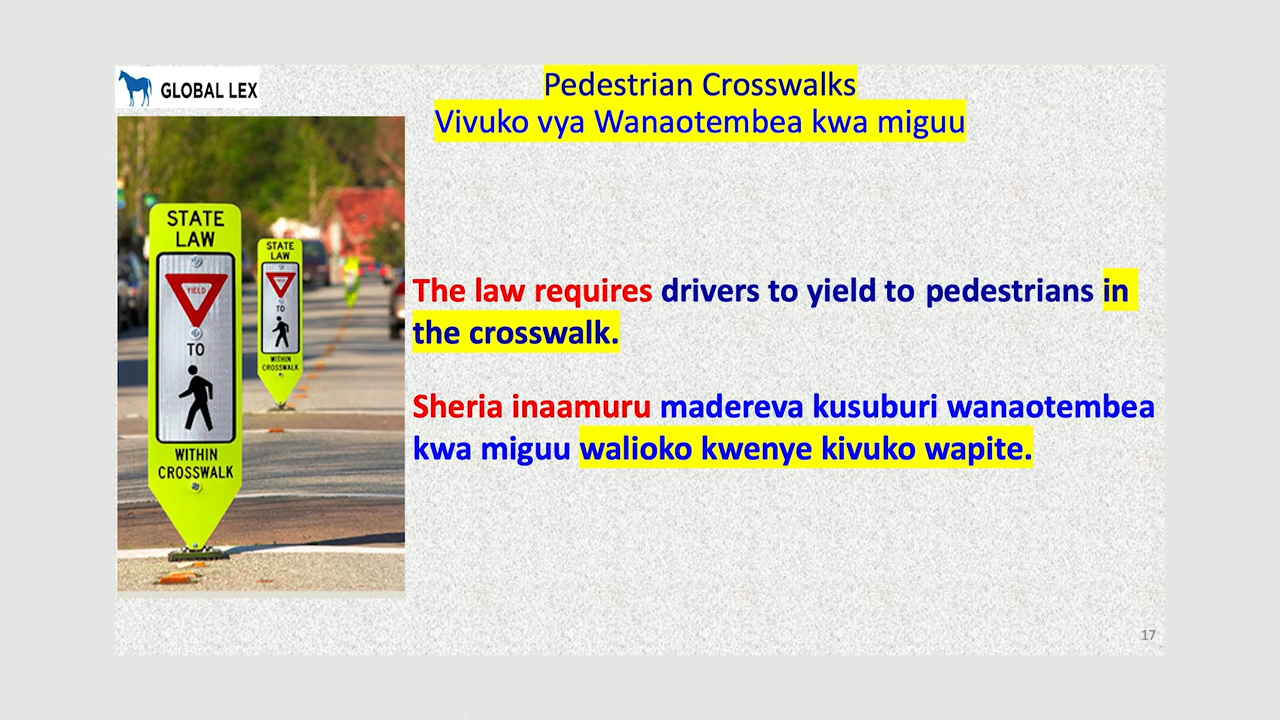 GLOBAL LEX
Pedestrian Crosswalks
Vivuko vya Wanaotembea kwa miguu
STATE
LAW
YIELD
TO
WITHIN
CROSSWALK
STATE
LAW
YIELD
TO
WITHIN
CROSSWALK
The law requires drivers to yield to pedestrians in
the crosswalk.
Sheria inaamuru madereva kusuburi wanaotembea
kwa miguu walioko kwenye kivuko wapite.
17